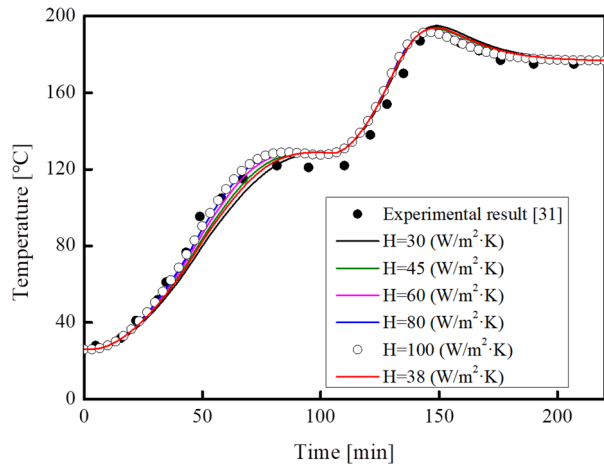 200
160
120
80
40
0
Temperature [°C]
Experimental result [31]
H=30 (W/m²·K)
H=45 (W/m²·K)
H=60 (W/m²·K)
H=80 (W/m²·K)
H=100 (W/m²·K)
H=38 (W/m²·K)
0 50 100 150 200
Time [min]